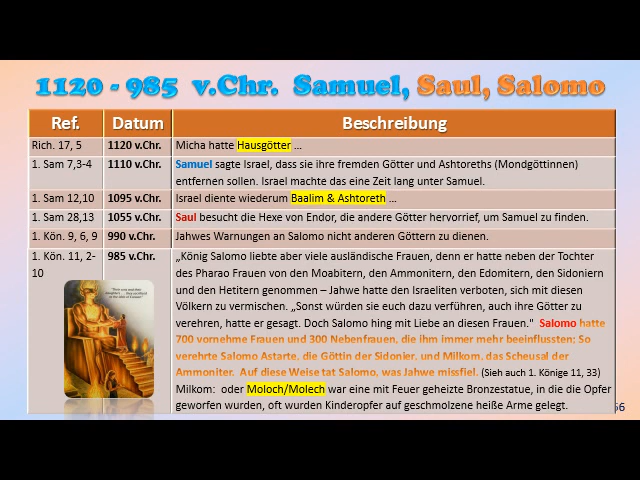 1120 - 985 v.Chr. Samuel, Saul, Salomo
Ref. Datum Beschreibung
Rich. 17, 5 1120 v.Chr. Micha hatte Hausgötter ...
1. Sam 7,3-4 1110 v.Chr. Samuel sagte Israel, dass sie ihre fremden Götter und Ashtoreths (Mondgöttinnen)
entfernen sollen. Israel machte das eine Zeit lang unter Samuel.
1. Sam 12,10 1095 v.Chr. Israel diente wiederum Baalim & Ashtoreth ...
1. Sam 28,13 1055 v.Chr. Saul besucht die Hexe von Endor, die andere Götter hervorrief, um Samuel zu finden.
1. Kön. 9, 6, 9 990 v.Chr. Jahwes Warnungen an Salomo nicht anderen Göttern zu dienen.
1. Kön. 11, 2-
10
985 v.Chr.
„König Salomo liebte aber viele ausländische Frauen, denn er hatte neben der Tochter
des Pharao Frauen von den Moabitern, den Ammonitern, den Edomitern, den Sidoniern
und den Hetitern genommen – Jahwe hatte den Israeliten verboten, sich mit diesen
Völkern zu vermischen. „Sonst würden sie euch dazu verführen, auch ihre Götter zu
verehren, hatte er gesagt. Doch Salomo hing mit Liebe an diesen Frauen." Salomo hatte
700 vornehme Frauen und 300 Nebenfrauen, die ihm immer mehr beeinflussten; So
verehrte Salomo Astarte, die Göttin der Sidonier, und Milkom, das Scheusal der
Ammoniter. Auf diese Weise tat Salomo, was Jahwe missfiel. (Sieh auch 1. Könige 11, 33)
Milkom: oder Moloch/Molech war eine mit Feuer geheizte Bronzestatue, in die die Opfer
geworfen wurden, oft wurden Kinderopfer auf geschmolzene heiße Arme gelegt.